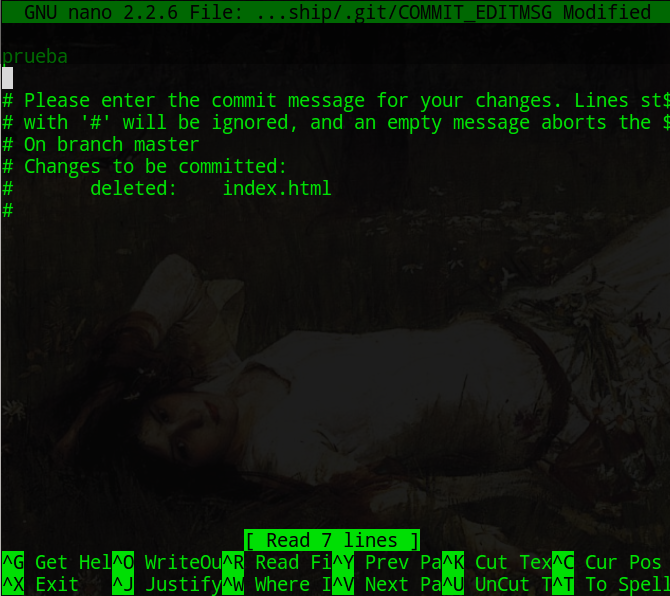 GNU nano 2.2.6 File: ...ship/.git/COMMIT_EDITMSG Modified
prueba
# Please enter the commit message for your changes. Lines st$
# with '#' will be ignored, and an empty message aborts the $
# On branch master
# Changes to be committed:
#       deleted:    index.html
#
[ Read 7 lines ]
^G Get Hel^O WriteOu^R Read Fi^Y Prev Pa^K Cut Tex^C Cur Pos
^X Exit   ^J Justify^W Where I^V Next Pa^U UnCut T^T To Spell